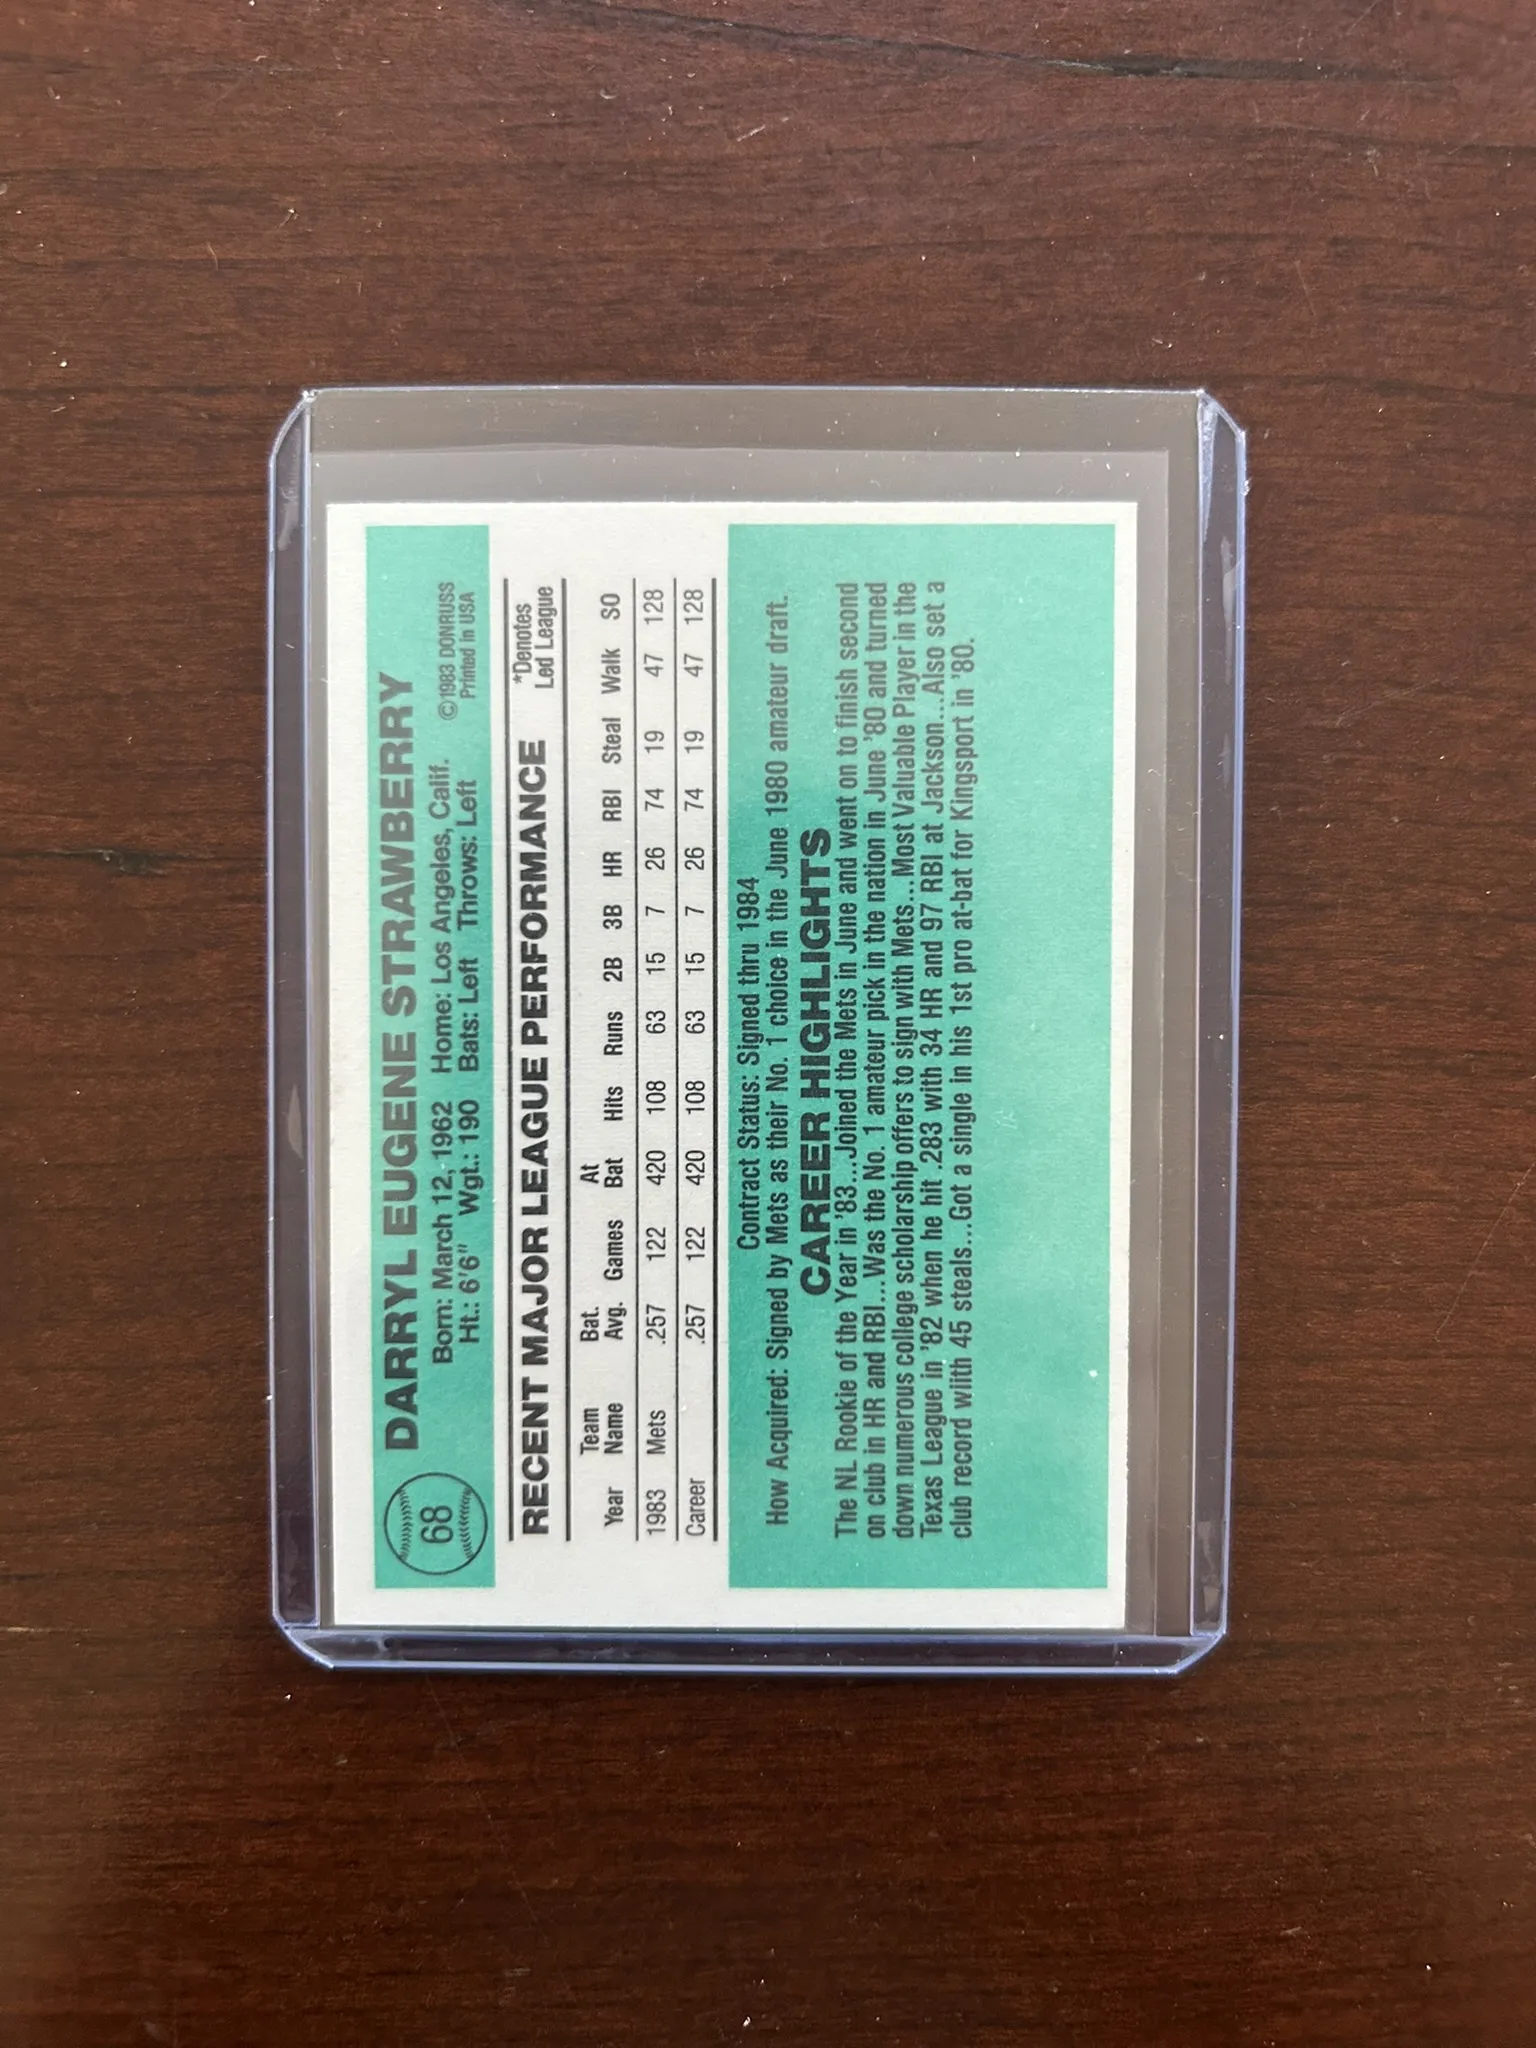 68
DARRYL EUGENE STRAWBERRY
Born: March 12, 1962 Home: Los Angeles, Calif.
Ht.: 6'6" Wgt.: 190 Bats: Left Throws: Left
©1983 DONRUSS
Printed in USA
RECENT MAJOR LEAGUE PERFORMANCE
*Denotes
Led League
Team Bat. At
Year Name Avg. Games Bat Hits Runs 2B 3B HR RBI Steal Walk SO
1983 Mets .257 122 420 108 63 15 7 26 74 19 47 128
Career .257 122 420 108 63 15 7 26 74 19 47 128
Contract Status: Signed thru 1984
How Acquired: Signed by Mets as their No. 1 choice in the June 1980 amateur draft.
CAREER HIGHLIGHTS
The NL Rookie of the Year in '83...Joined the Mets in June and went on to finish second
on club in HR and RBI...Was the No. 1 amateur pick in the nation in June '80 and turned
down numerous college scholarship offers to sign with Mets...Most Valuable Player in the
Texas League in '82 when he hit .283 with 34 HR and 97 RBI at Jackson...Also set a
club record wiith 45 steals...Got a single in his 1st pro at-bat for Kingsport in '80.